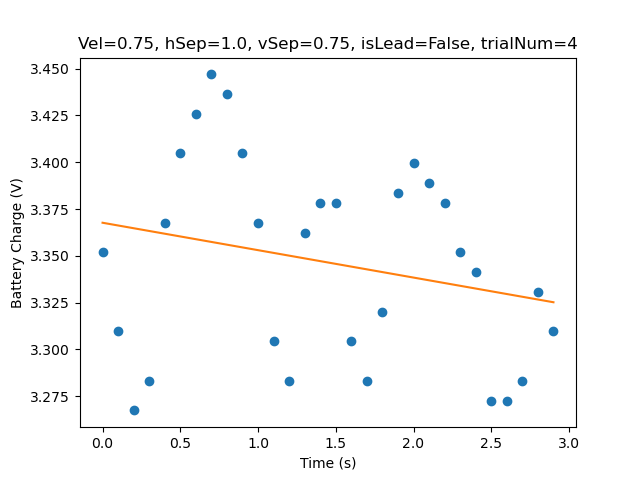 Vel=0.75, hSep=1.0, vSep=0.75, isLead=False, trialNum=4
3.450
3.425
3.400
3.375
3.350
3.325
3.300
3.275
Battery Charge (V)
0.0 0.5 1.0 1.5 2.0 2.5 3.0
Time (s)